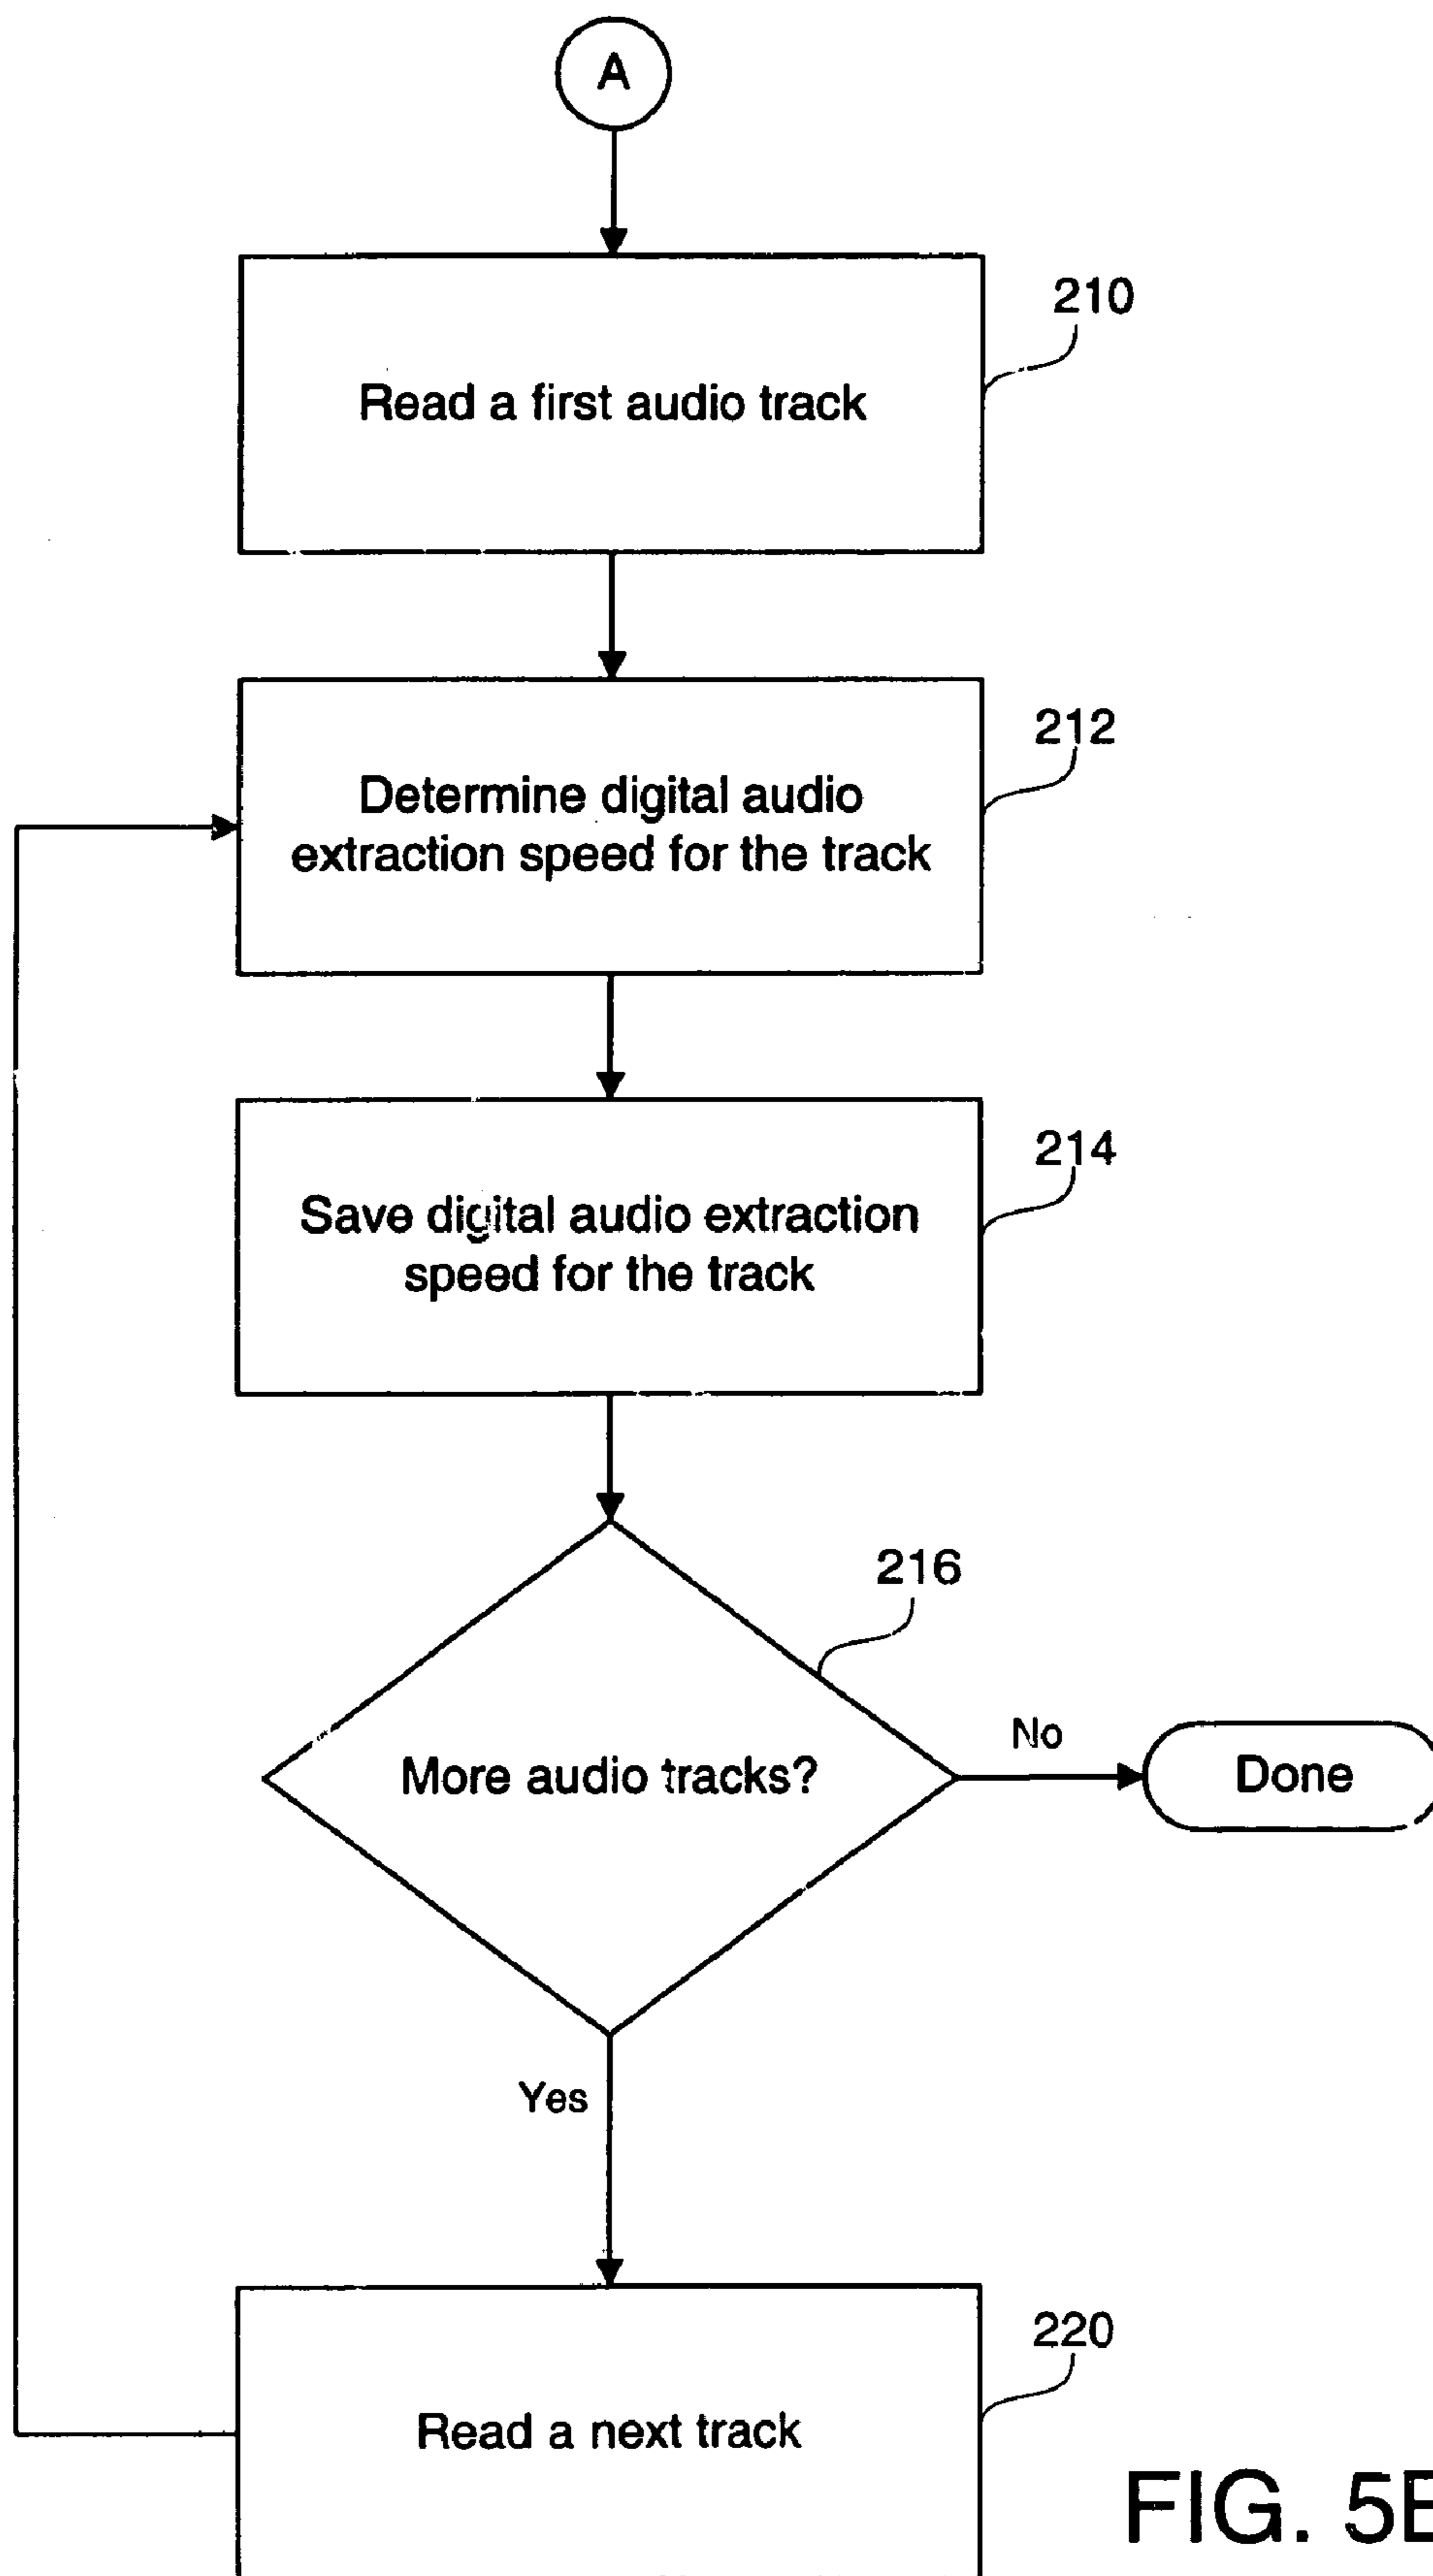 A
210
Read a first audio track
212
Determine digital audio
extraction speed for the track
214
Save digital audio extraction
speed for the track
216
More audio tracks?
No
Done
Yes
220
Read a next track
FIG. 5B